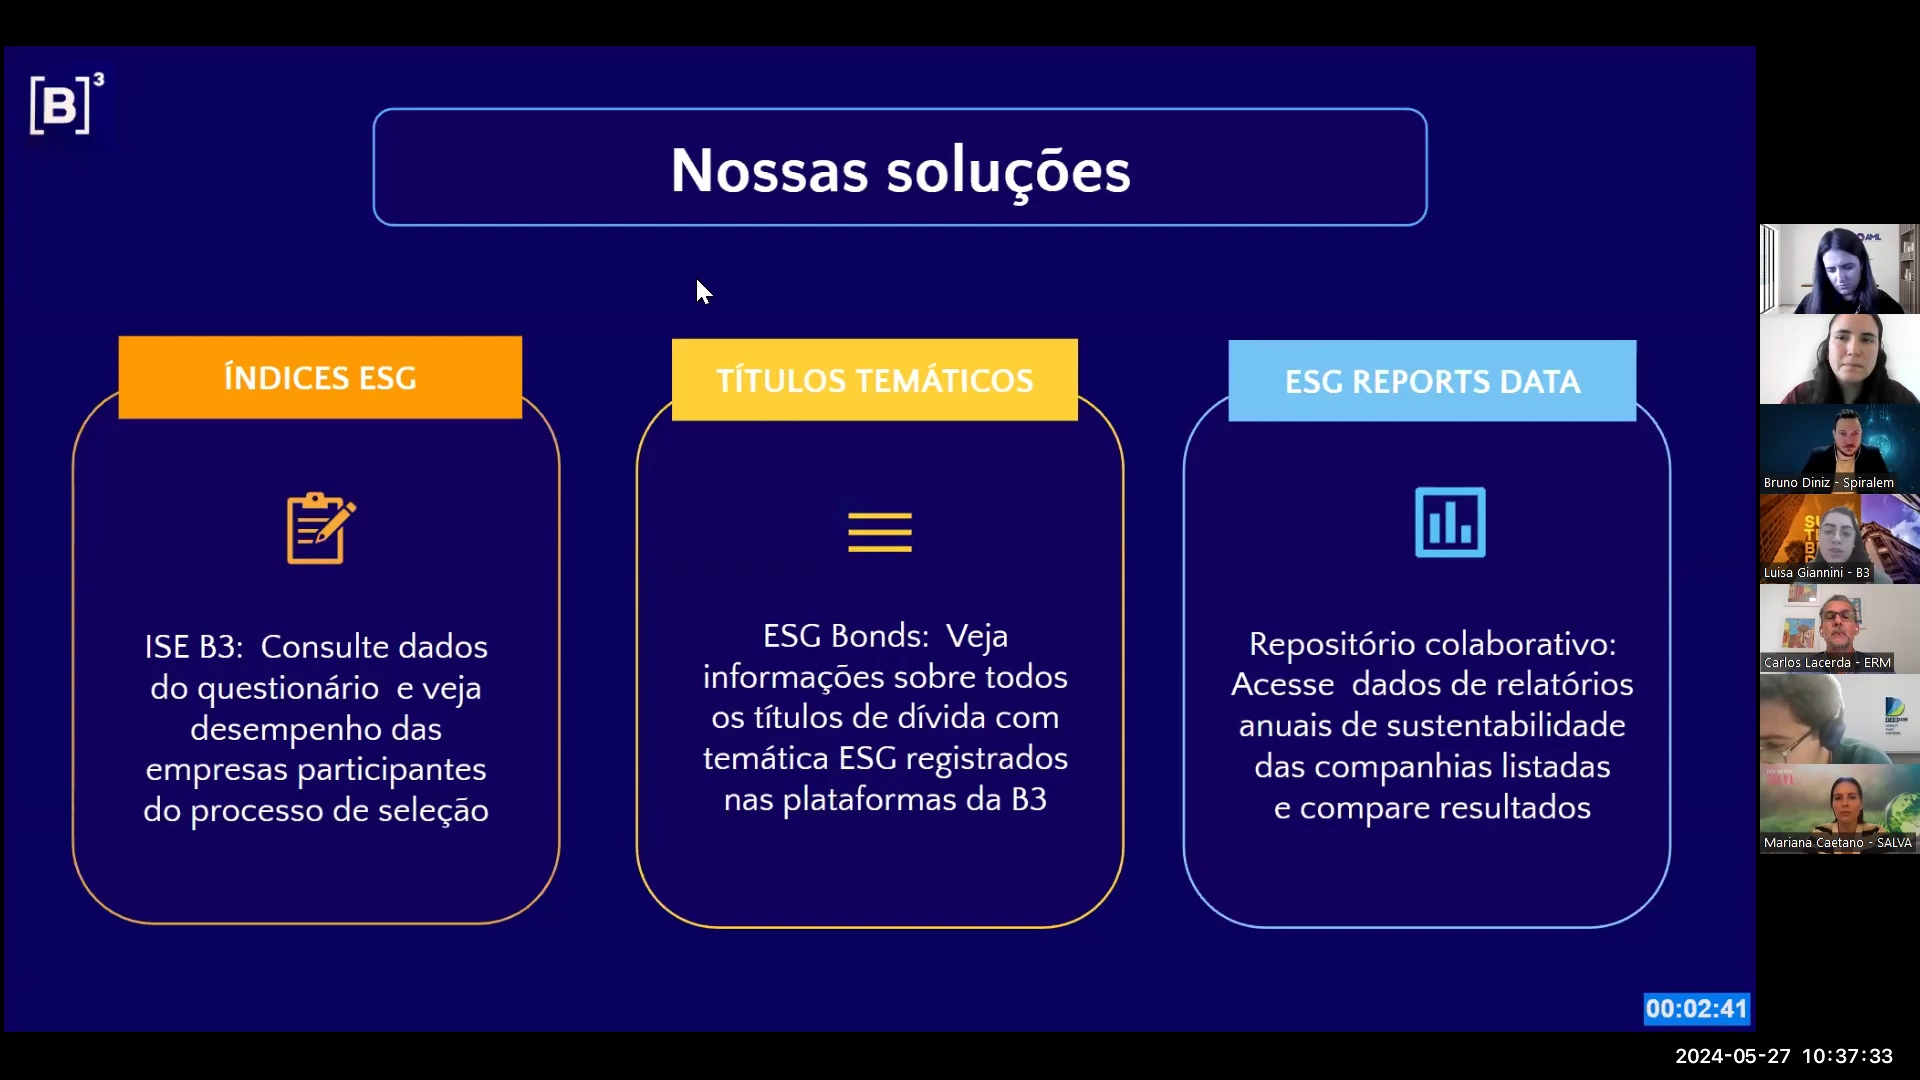 [B]³
Nossas soluções
ÍNDICES ESG
ISE B3: Consulte dados
do questionário e veja
desempenho das
empresas participantes
do processo de seleção
TÍTULOS TEMÁTICOS
ESG Bonds: Veja
informações sobre todos
os títulos de dívida com
temática ESG registrados
nas plataformas da B3
ESG REPORTS DATA
Repositório colaborativo:
Acesse dados de relatórios
anuais de sustentabilidade
das companhias listadas
e compare resultados
00:02:41
AML
Bruno Diniz - Spiralem
Luisa Giannini - B3
Carlos Lacerda - ERM
Mariana Caetano - SALVA
2024-05-27 10:37:33